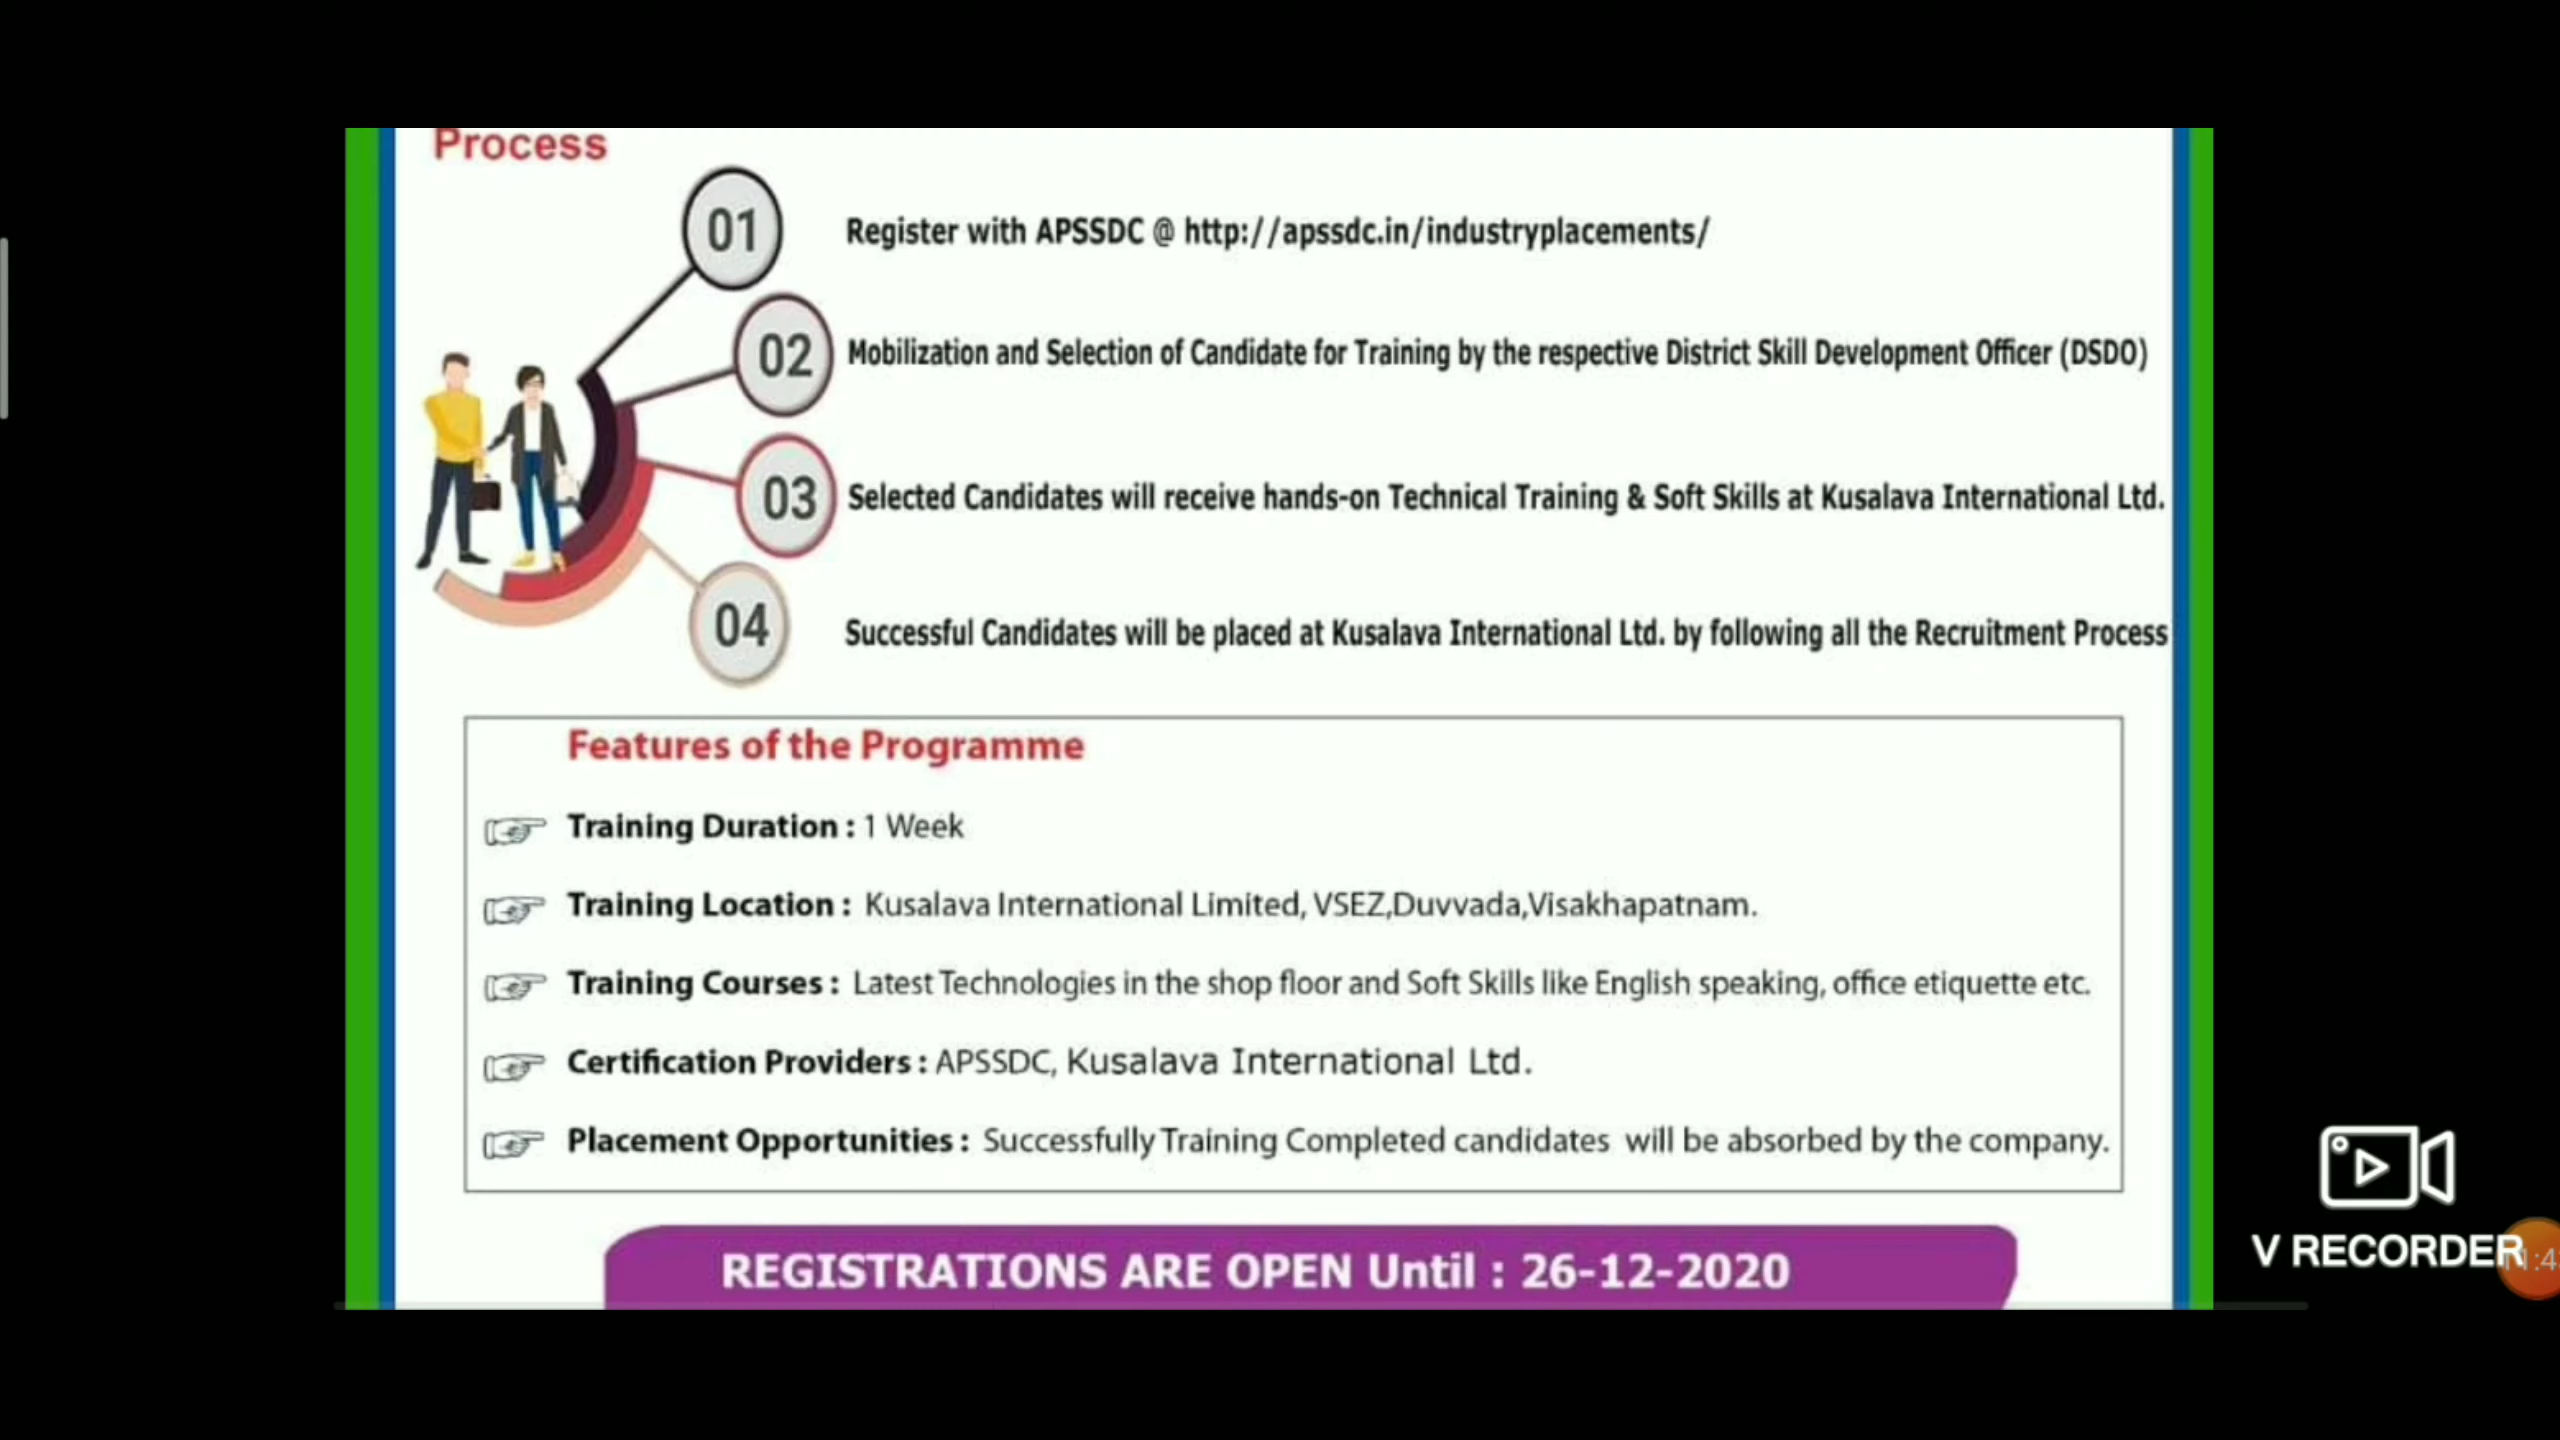 Process
01
Register with APSSDC @ http://apssdc.in/industryplacements/
02
Mobilization and Selection of Candidate for Training by the respective District Skill Development Officer (DSDO)
03
Selected Candidates will receive hands-on Technical Training & Soft Skills at Kusalava International Ltd.
04
Successful Candidates will be placed at Kusalava International Ltd. by following all the Recruitment Process
Features of the Programme
Training Duration : 1 Week
Training Location : Kusalava International Limited, VSEZ,Duvvada,Visakhapatnam.
Training Courses : Latest Technologies in the shop floor and Soft Skills like English speaking, office etiquette etc.
Certification Providers : APSSDC, Kusalava International Ltd.
Placement Opportunities : Successfully Training Completed candidates will be absorbed by the company.
REGISTRATIONS ARE OPEN Until : 26-12-2020
V RECORDER